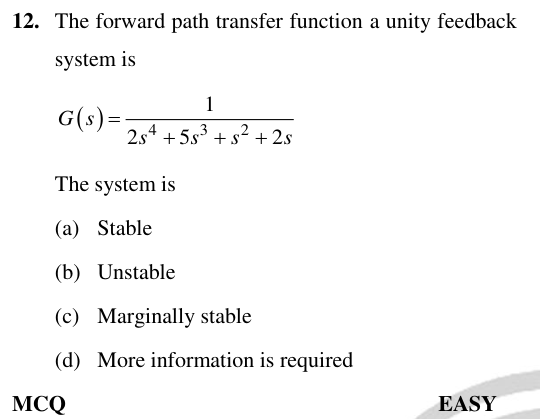 12. The forward path transfer function a unity feedback
system is
G(s) = \frac{1}{2s^4 + 5s^3 + s^2 + 2s}
The system is
(a) Stable
(b) Unstable
(c) Marginally stable
(d) More information is required
MCQ EASY